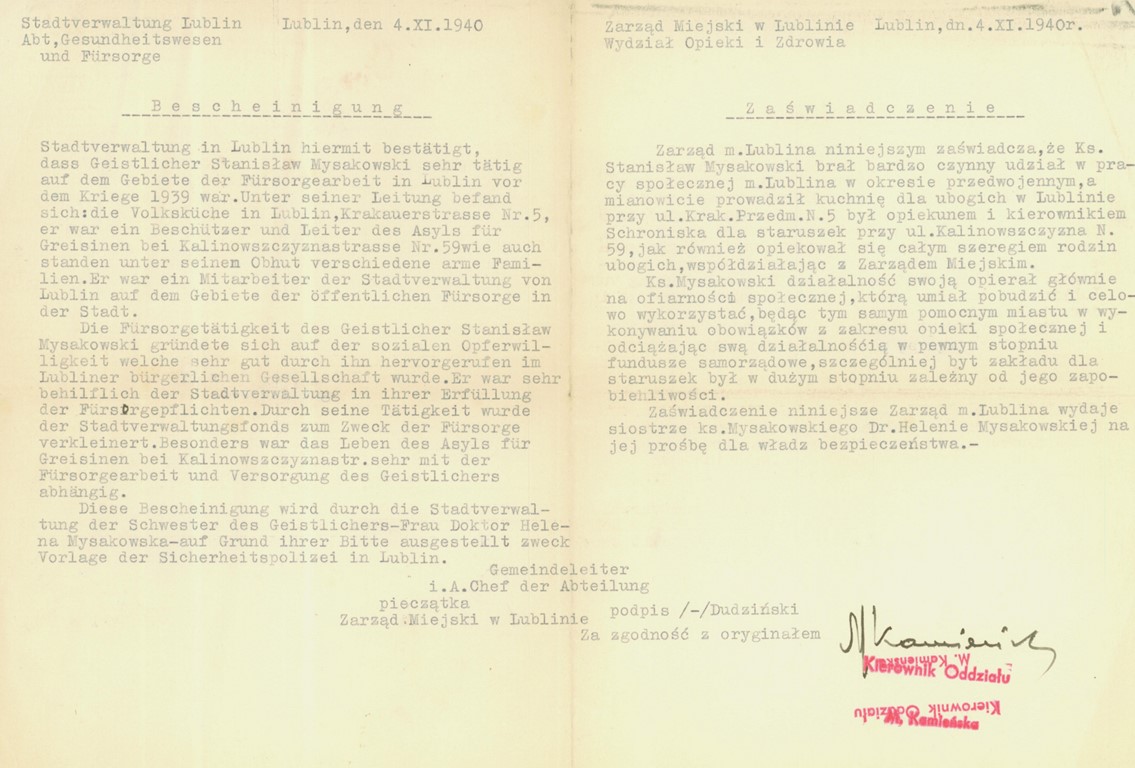 Stadtverwaltung Lublin    Lublin,den 4.XI.1940
Abt,Gesundheitswesen
und Fürsorge
B e s c h e i n i g u n g
Stadtverwaltung in Lublin hiermit bestätigt,
dass Geistlicher Stanisław Mysakowski sehr tätig
auf dem Gebiete der Fürsorgearbeit in Lublin vor
dem Kriege 1939 war.Unter seiner Leitung befand
sich:die Volksküche in Lublin,Krakauerstrasse Nr.5,
er war ein Beschützer und Leiter des Asyls für
Greisinen bei Kalinowszczyznastrasse Nr.59wie auch
standen unter seinem Obhut verschiedene arme Fami-
lien.Er war ein Mitarbeiter der Stadtverwaltung von
Lublin auf dem Gebiete der öffentlichen Fürsorge in
der Stadt.
Die Fürsorgetätigkeit des Geistlicher Stanisław
Mysakowski gründete sich auf der sozialen Opferwil-
ligkeit welche sehr gut durch ihn hervorgerufen im
Lubliner bürgerlichen Gesellschaft wurde.Er war sehr
behilflich der Stadtverwaltung in ihrer Erfüllung
der Fürsorgepflichten.Durch seine Tätigkeit wurde
der Stadtverwaltungsfonds zum Zweck der Fürsorge
verkleinert.Besonders war das Leben des Asyls für
Greisinen bei Kalinowszczyznastr.sehr mit der
Fürsorgearbeit und Versorgung des Geistlichers
abhängig.
Diese Bescheinigung wird durch die Stadtverwal-
tung der Schwester des Geistlichers-Frau Doktor Hele-
na Mysakowska-auf Grund ihrer Bitte ausgestellt zweck
Vorlage der Sicherheitspolizei in Lublin.
Zarząd Miejski w Lublinie  Lublin,dn.4.XI.1940r.
Wydział Opieki i Zdrowia
Z a ś w i a d c z e n i e
Zarząd m.Lublina niniejszym zaświadcza,że Ks.
Stanisław Mysakowski brał bardzo czynny udział w pra-
cy społecznej m.Lublina w okresie przedwojennym,a
mianowicie prowadził kuchnię dla ubogich w Lublinie
przy ul.Krak.Przedm.N.5 był opiekunem i kierownikiem
Schroniska dla staruszek przy ul.Kalinowszczyzna N.
59,jak również opiekował się całym szeregiem rodzin
ubogich,współdziałając z Zarządem Miejskim.
Ks.Mysakowski działalność swoją opierał głównie
na ofiarności społecznej,którą umiał pobudzić i celo-
wo wykorzystać,będąc tym samym pomocnym miastu w wy-
konywaniu obowiązków z zakresu opieki społecznej i
odciążając swą działalnośćią w pewnym stopniu
fundusze samorządowe,szczególniej byt zakładu dla
staruszek był w dużym stopniu zależny od jego zapo-
biehliwości.
Zaświadczenie niniejsze Zarząd m.Lublina wydaje
siostrze ks.Mysakowskiego Dr.Helenie Mysakowskiej na
jej prośbę dla władz bezpieczeństwa.-
Gemeindeleiter
i.A.Chef der Abteilung
pieczątka
podpis /-/Dudziński
Zarząd Miejski w Lublinie
Za zgodność z oryginałem
MKamieńska
M. Kamieńska
Kierownik Oddziału
Kierownik Oddziału
M. Kamieńska